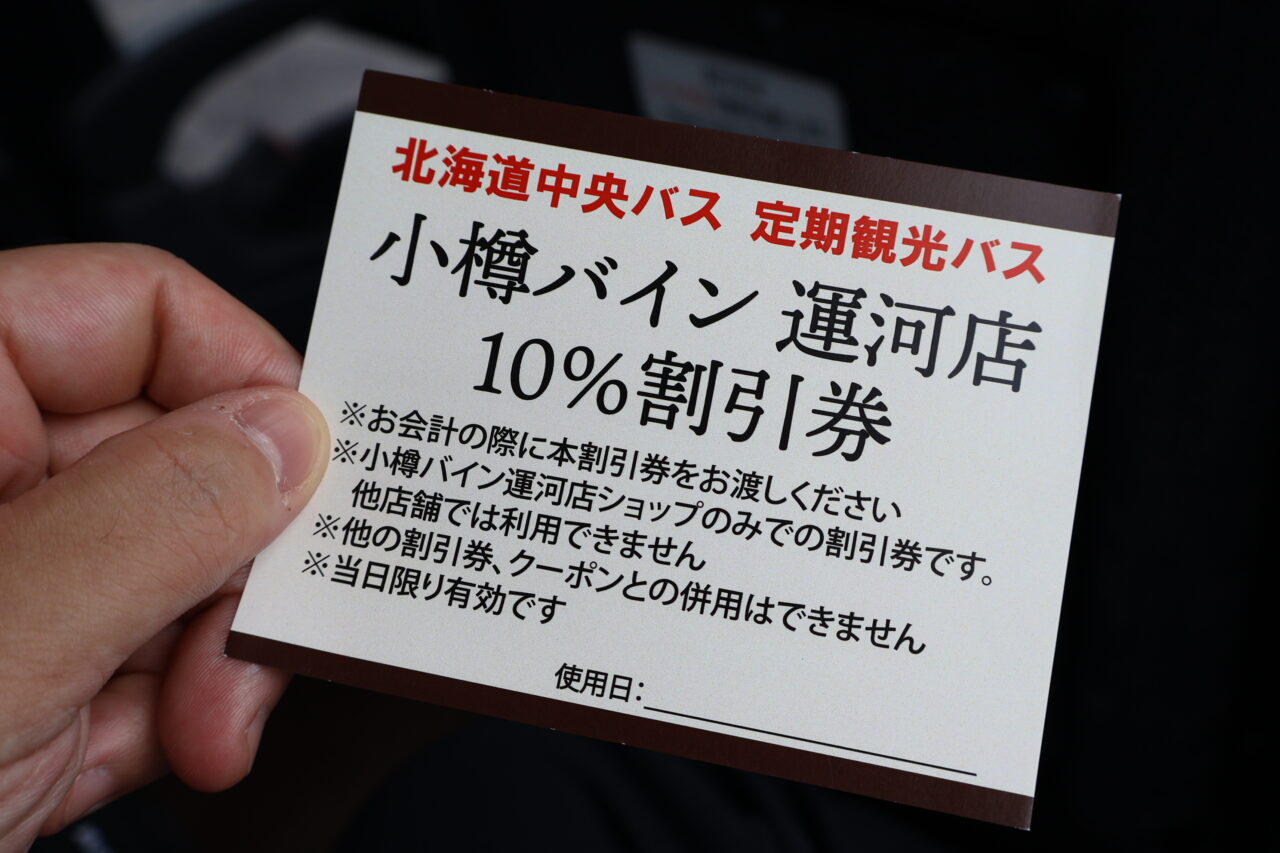 北海道中央バス 定期観光バス
小樽バイン 運河店
10%割引券
※お会計の際に本割引券をお渡しください
※小樽バイン運河店ショップのみでの割引券です。
他店舗では利用できません
※他の割引券、クーポンとの併用はできません
※当日限り有効です
使用日: